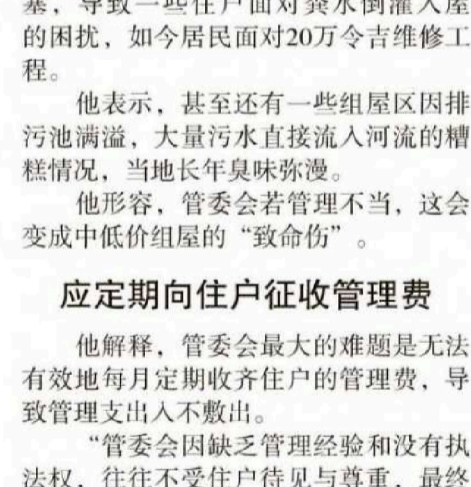 塞，导致一些住户面对粪水倒灌入屋
的困扰，如今居民面对20万令吉维修工
程。
他表示，甚至还有一些组屋区因排
污池满溢，大量污水直接流入河流的糟
糕情况，当地长年臭味弥漫。
他形容，管委会若管理不当，这会
变成中低价组屋的“致命伤”。
应定期向住户征收管理费
他解释，管委会最大的难题是无法
有效地每月定期收齐住户的管理费，导
致管理支出入不敷出。
“管委会因缺乏管理经验和没有执
法权，往往不受住户待见与尊重，最终